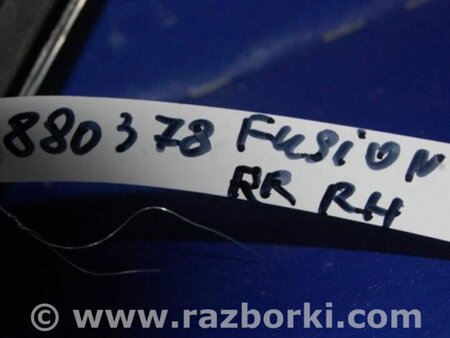 880378 Fusion
RR RH
© www.razborki.com